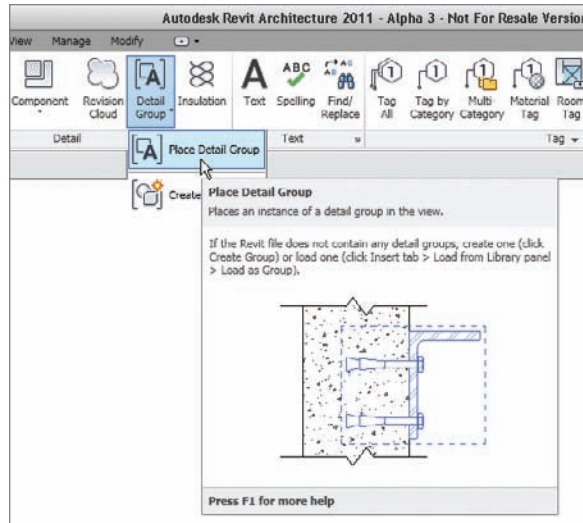 Autodesk Revit Architecture 2011 - Alpha 3 - Not For Resale Version
View Manage Modify
Component Revision Cloud Detail Group Insulation Text Spelling Find/ Replace Tag All Tag by Category Multi- Category Material Tag Room Tag
Detail Text Tag
Place Detail Group
Create
Place Detail Group
Places an instance of a detail group in the view.
If the Revit file does not contain any detail groups, create one (click
Create Group) or load one (click Insert tab > Load from Library panel
> Load as Group).
Press F1 for more help